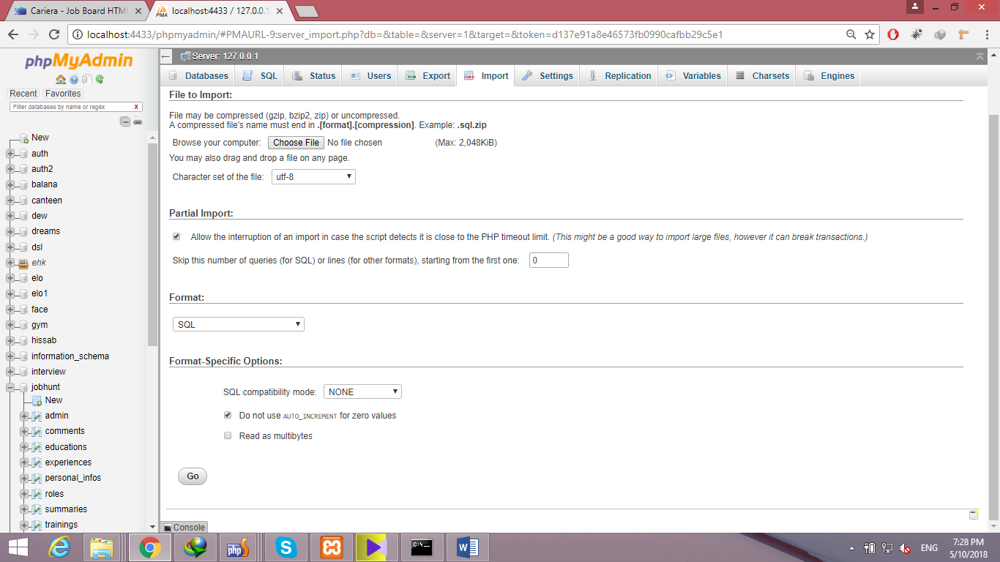 Cariera - Job Board HTML
localhost:4433 / 127.0.0.1
localhost:4433/phpmyadmin/#PMAURL-9:server_import.php?db=&table=&server=1&target=&token=d137e91a8e46573fb0990cafbb29c5e1
phpMyAdmin
Recent Favorites
Filter databases by name or regex X
New
auth
auth2
balana
canteen
dew
dreams
dsl
ehk
elo
elo1
face
gym
hissab
information_schema
interview
jobhunt
New
admin
comments
educations
experiences
personal_infos
roles
summaries
trainings
Server: 127.0.0.1
Databases SQL Status Users Export Import Settings Replication Variables Charsets Engines
File to Import:
File may be compressed (gzip, bzip2, zip) or uncompressed.
A compressed file's name must end in .[format].[compression]. Example: .sql.zip
Browse your computer: Choose File No file chosen (Max: 2,048KiB)
You may also drag and drop a file on any page.
Character set of the file: utf-8
Partial Import:
Allow the interruption of an import in case the script detects it is close to the PHP timeout limit. (This might be a good way to import large files, however it can break transactions.)
Skip this number of queries (for SQL) or lines (for other formats), starting from the first one: 0
Format:
SQL
Format-Specific Options:
SQL compatibility mode: NONE
Do not use AUTO_INCREMENT for zero values
Read as multibytes
Go
Console
php
ENG
7:28 PM
5/10/2018